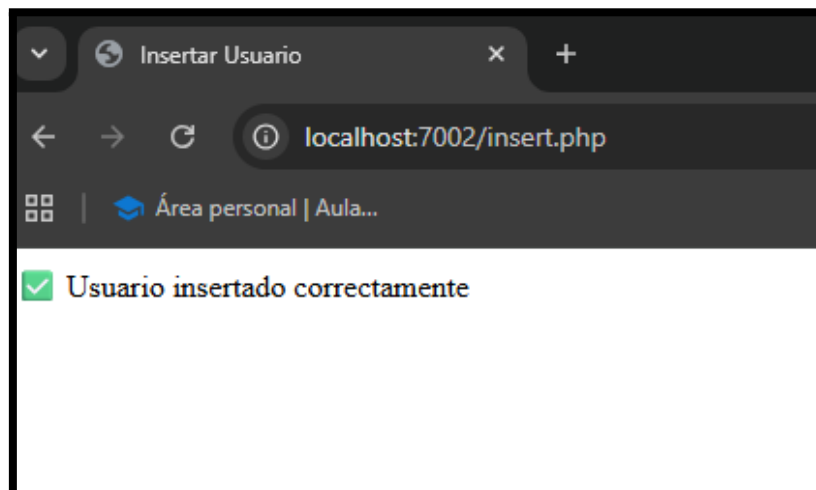 Insertar Usuario
localhost:7002/insert.php
Área personal | Aula...
✅ Usuario insertado correctamente